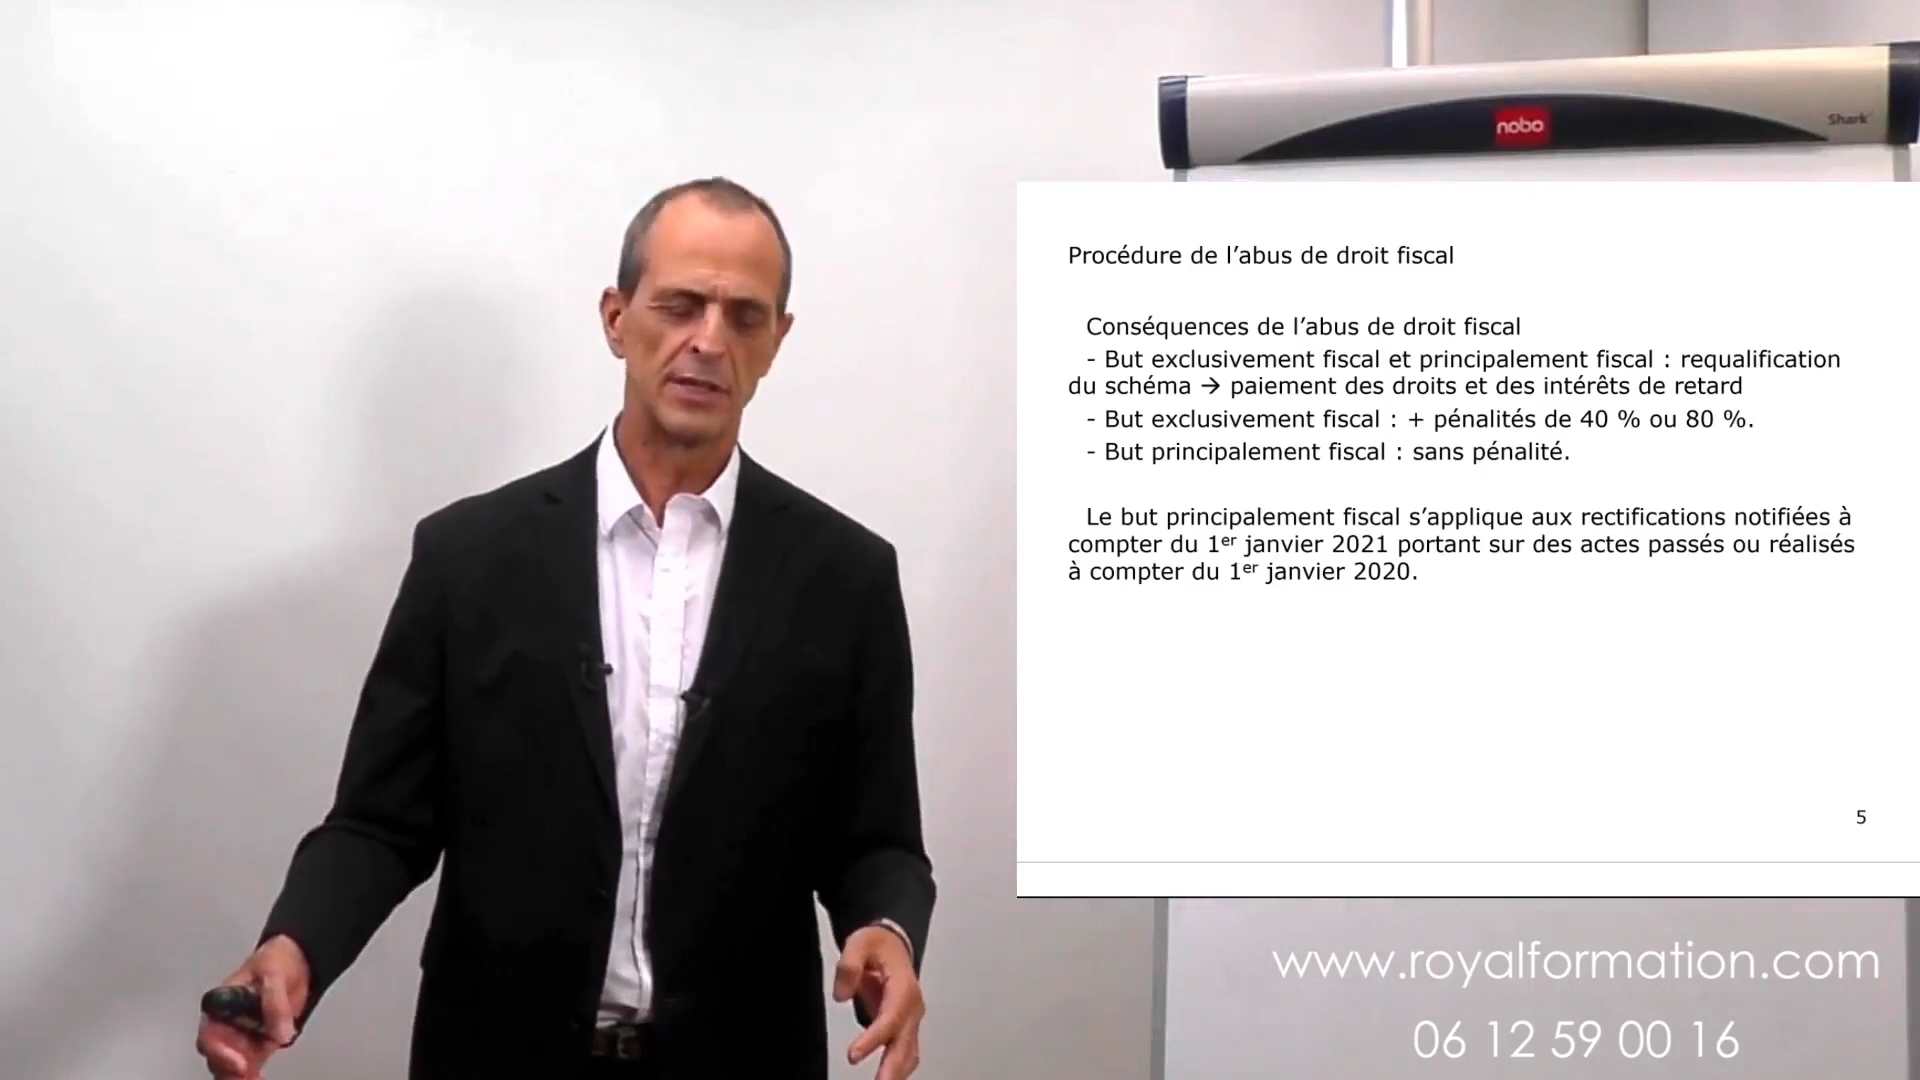 nobo
Shark
Procédure de l’abus de droit fiscal
Conséquences de l’abus de droit fiscal
- But exclusivement fiscal et principalement fiscal : requalification
du schéma → paiement des droits et des intérêts de retard
- But exclusivement fiscal : + pénalités de 40 % ou 80 %.
- But principalement fiscal : sans pénalité.
Le but principalement fiscal s’applique aux rectifications notifiées à
compter du 1er janvier 2021 portant sur des actes passés ou réalisés
à compter du 1er janvier 2020.
5
www.royalformation.com
06 12 59 00 16